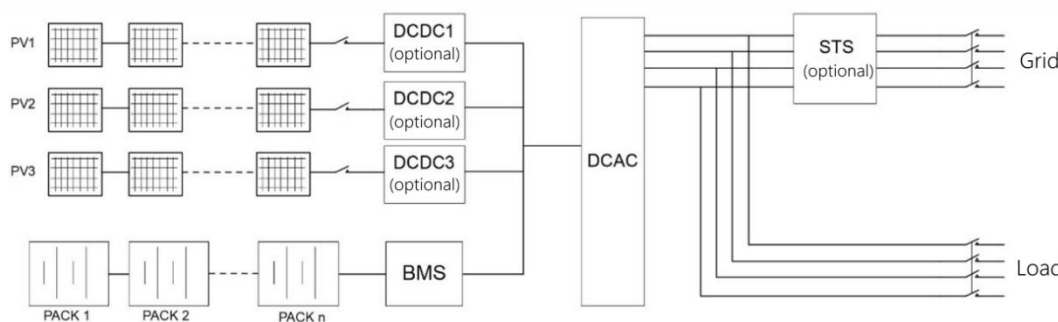 PV1
DCDC1
(optional)
PV2
DCDC2
(optional)
PV3
DCDC3
(optional)
PACK 1
PACK 2
PACK n
BMS
DCAC
STS
(optional)
Grid
Load